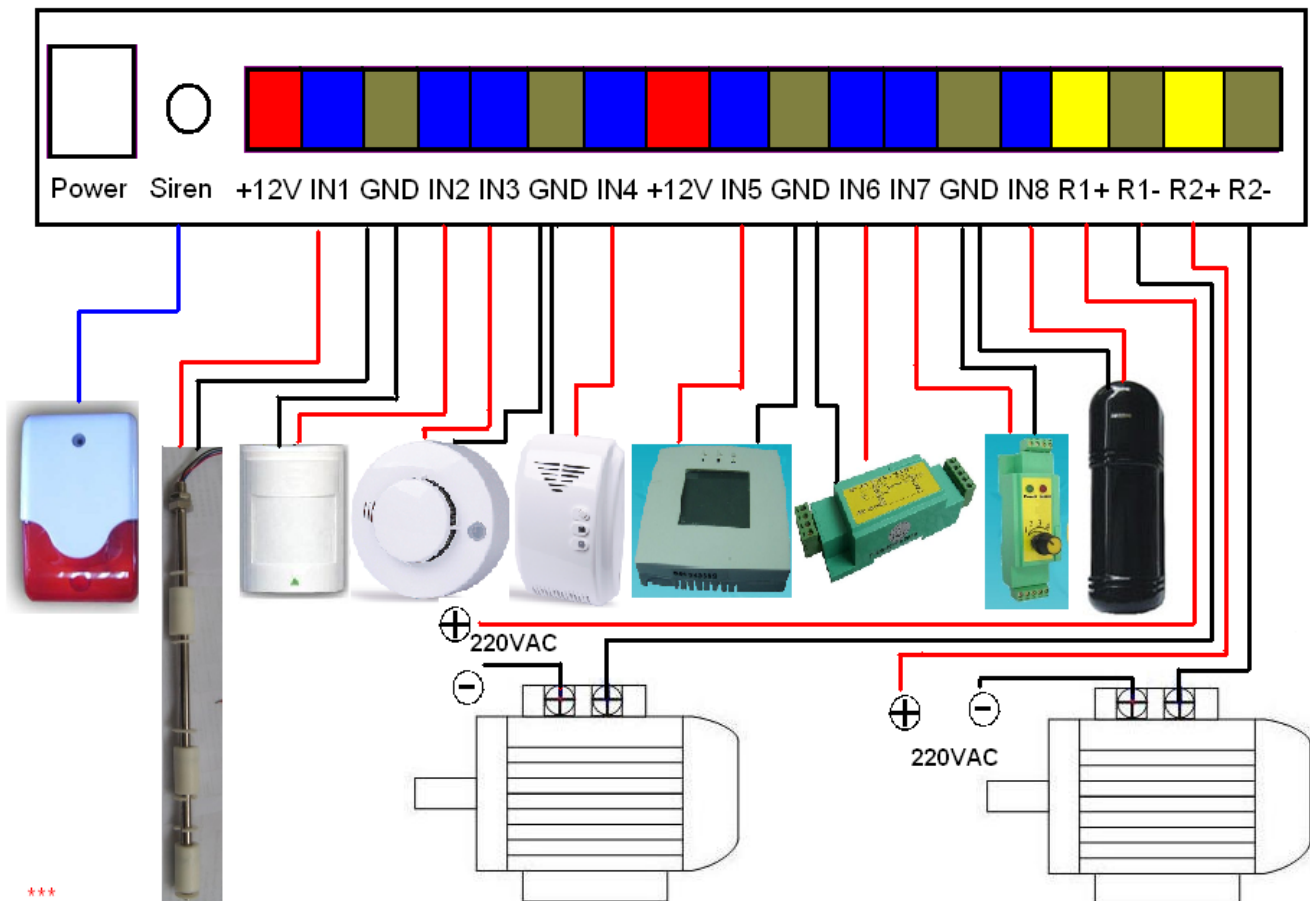 Power Siren +12V IN1 GND IN2 IN3 GND IN4 +12V IN5 GND IN6 IN7 GND IN8 R1+ R1- R2+ R2-
220VAC
220VAC
***